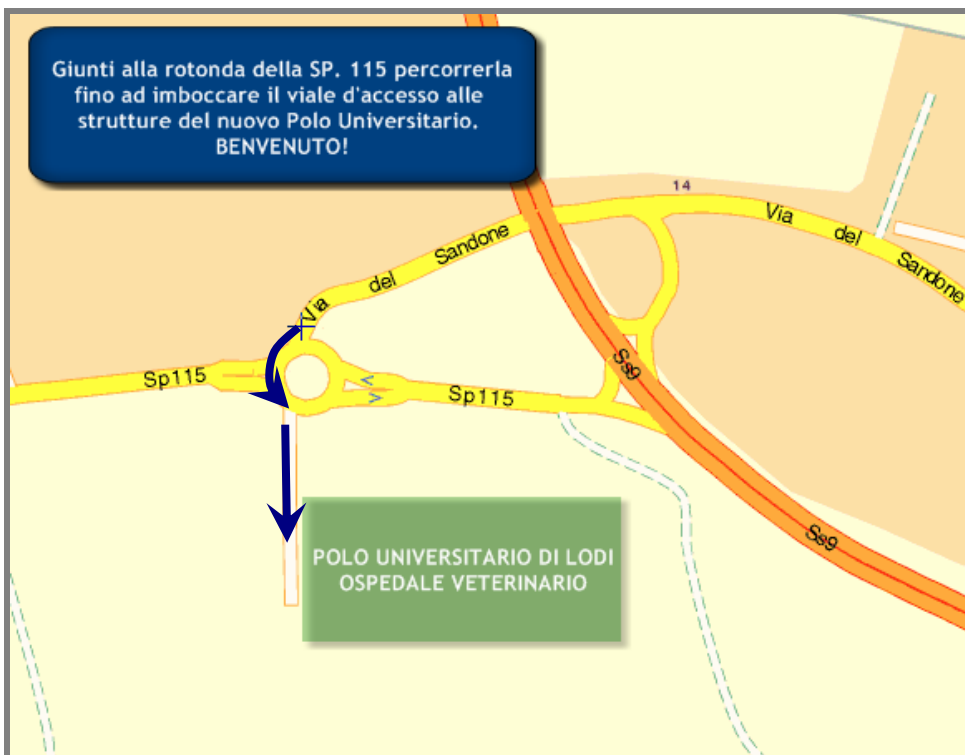 Giunti alla rotonda della SP. 115 percorrerla
fino ad imboccare il viale d'accesso alle
strutture del nuovo Polo Universitario.
BENVENUTO!
14
Via del Sandone
Via del Sandone
Sp115
Sp115
Ss9
Ss9
POLO UNIVERSITARIO DI LODI
OSPEDALE VETERINARIO